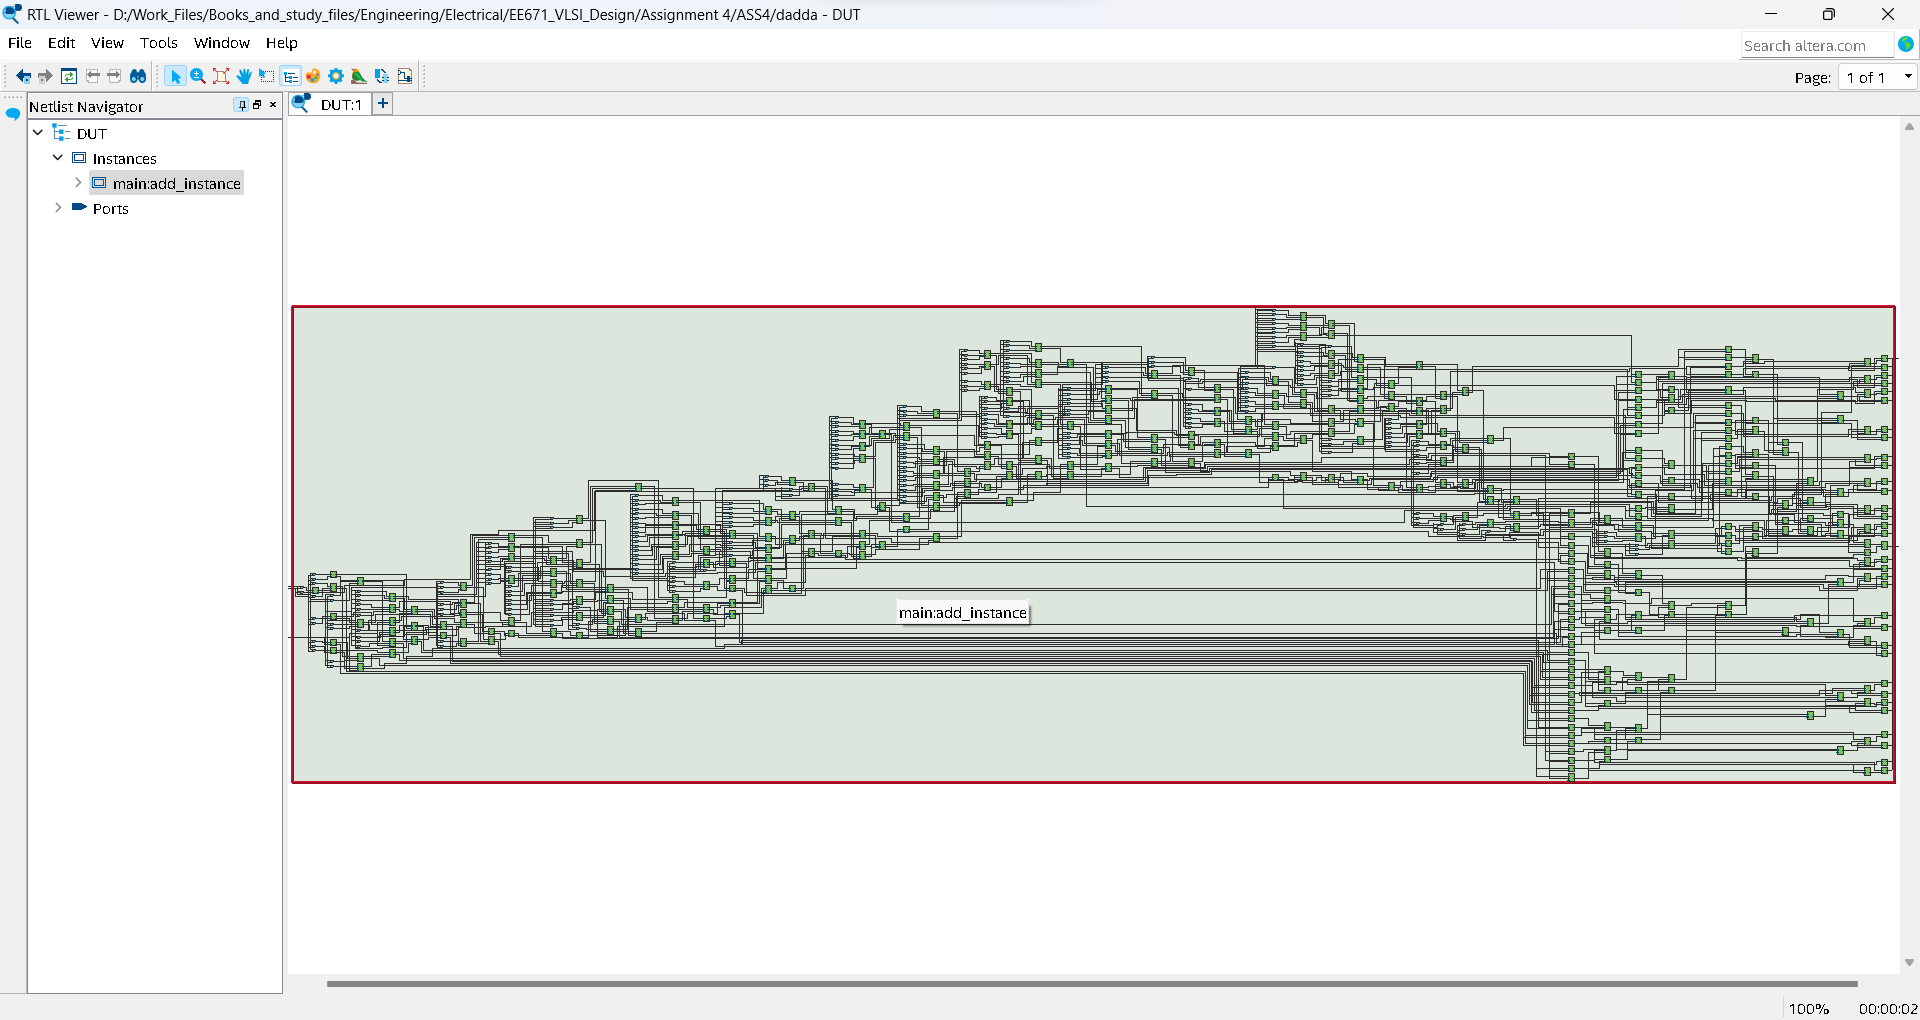 RTL Viewer - D:/Work_Files/Books_and_study_files/Engineering/Electrical/EE671_VLSI_Design/Assignment 4/ASS4/dadda - DUT
File Edit View Tools Window Help
Search altera.com
Page: 1 of 1
Netlist Navigator
DUT:1
DUT
Instances
main:add_instance
Ports
main:add_instance
100% 00:00:02